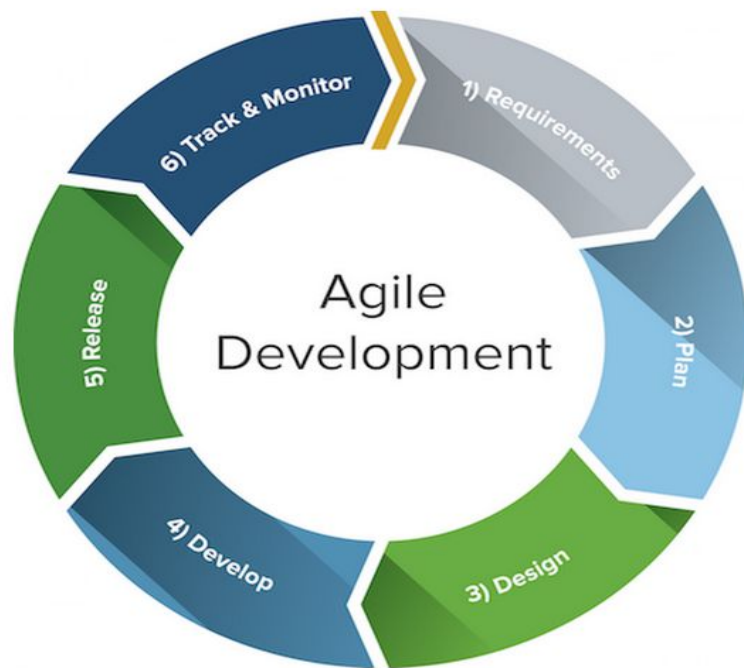 Agile
Development
1) Requirements
2) Plan
3) Design
4) Develop
5) Release
6) Track & Monitor